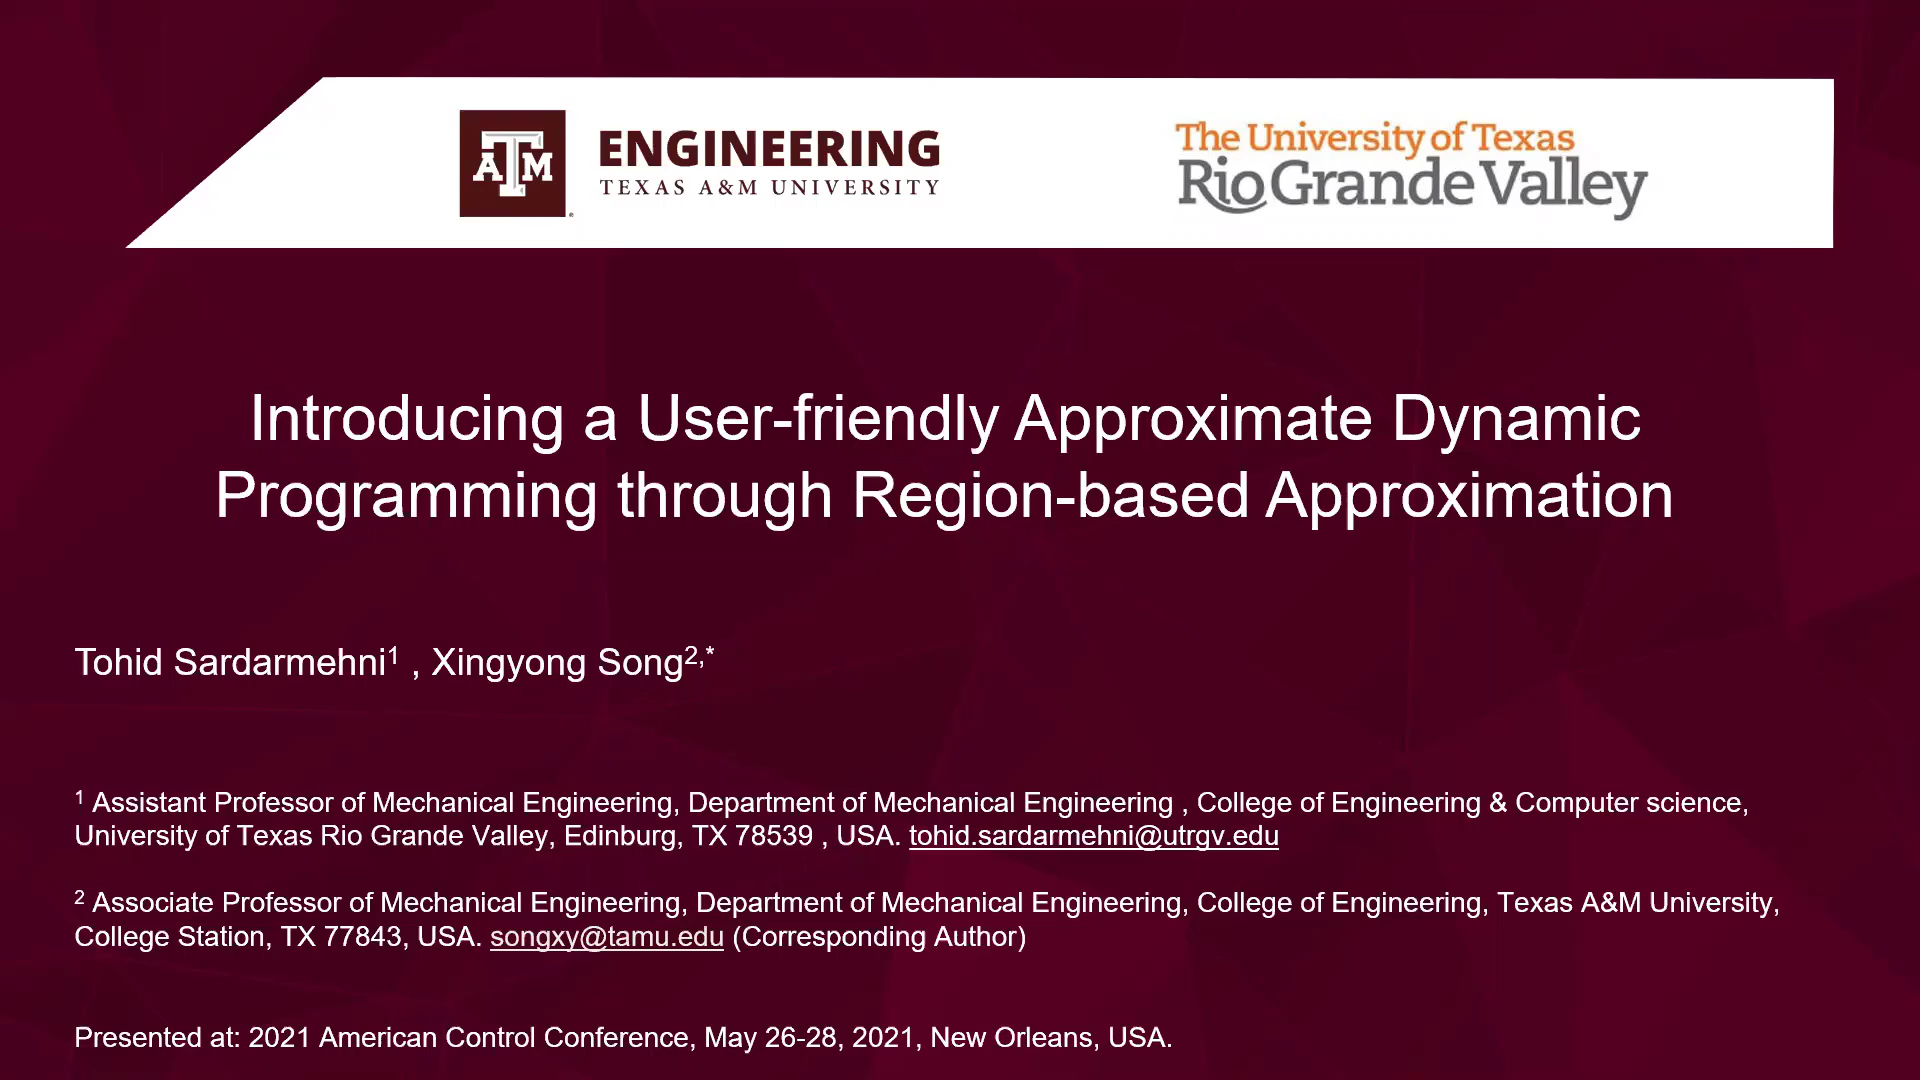 ATM ENGINEERING
TEXAS A&M UNIVERSITY
The University of Texas
Rio Grande Valley
Introducing a User-friendly Approximate Dynamic
Programming through Region-based Approximation
Tohid Sardarmehni¹ , Xingyong Song²,*
¹ Assistant Professor of Mechanical Engineering, Department of Mechanical Engineering , College of Engineering & Computer science,
University of Texas Rio Grande Valley, Edinburg, TX 78539 , USA. tohid.sardarmehni@utrgv.edu
² Associate Professor of Mechanical Engineering, Department of Mechanical Engineering, College of Engineering, Texas A&M University,
College Station, TX 77843, USA. songxy@tamu.edu (Corresponding Author)
Presented at: 2021 American Control Conference, May 26-28, 2021, New Orleans, USA.